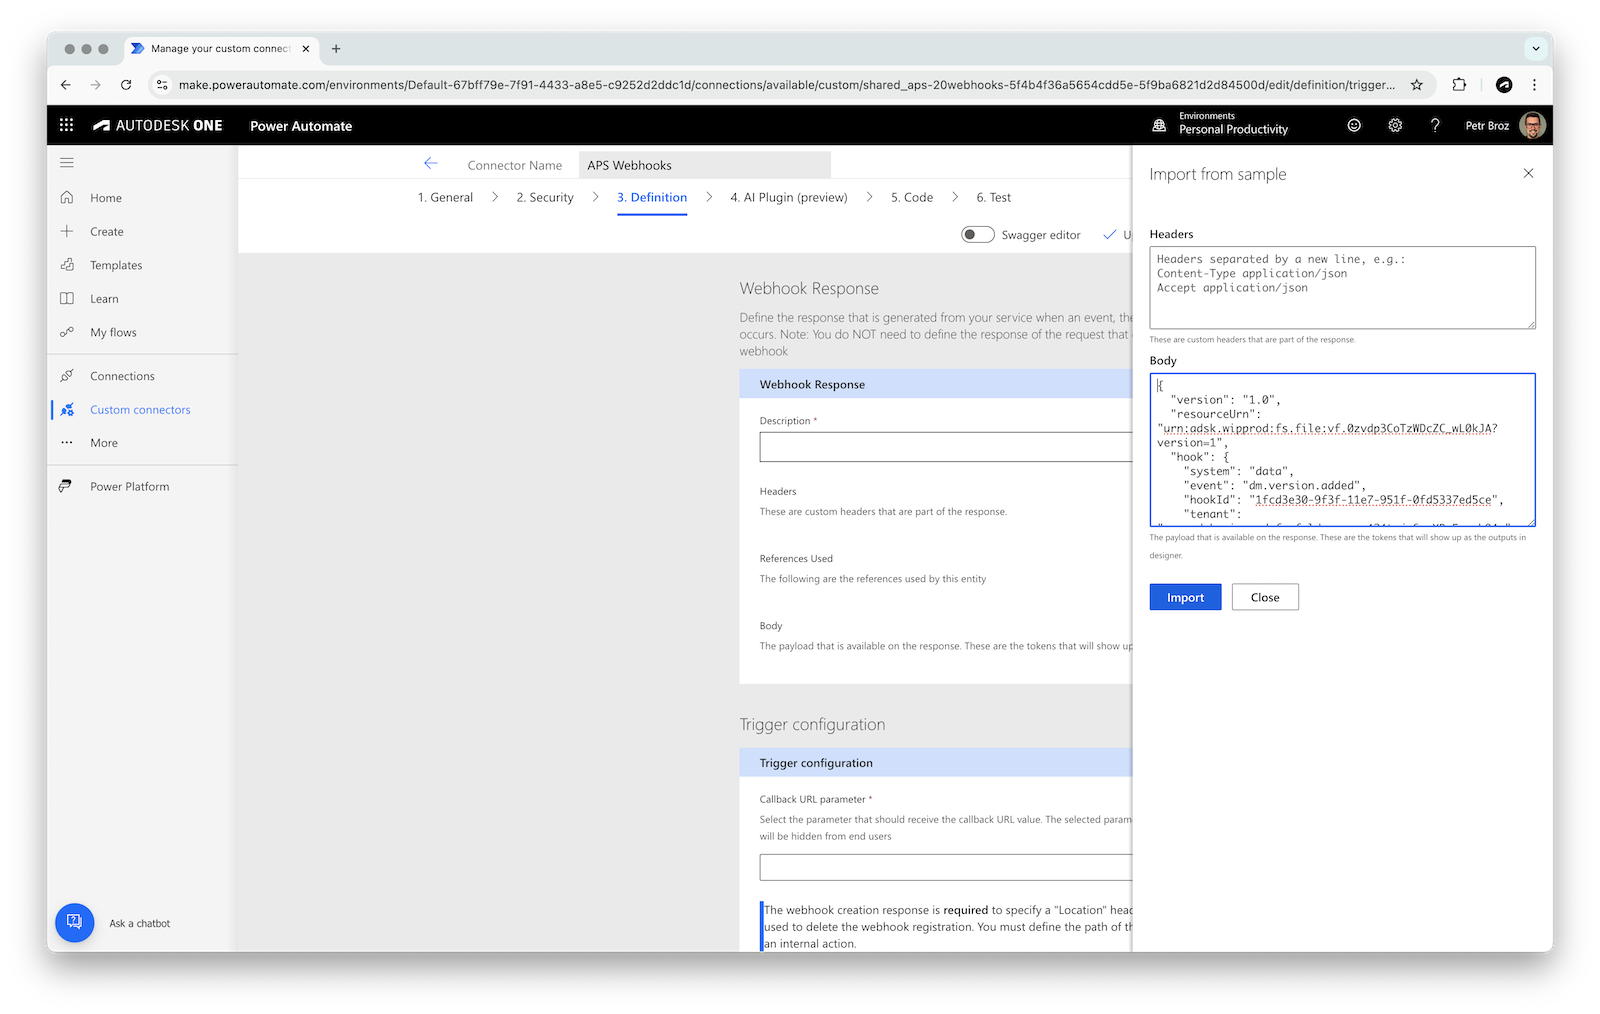 Manage your custom connect
make.powerautomate.com/environments/Default-67bff79e-7f91-4433-a8e5-c9252d2ddc1d/connections/available/custom/shared_aps-20webhooks-5f4b4f36a5654cdd5e-5f9ba6821d2d84500d/edit/definition/trigger...
AUTODESK ONE
Power Automate
Environments
Personal Productivity
Petr Broz
Home
Create
Templates
Learn
My flows
Connections
Custom connectors
More
Power Platform
Ask a chatbot
Connector Name
APS Webhooks
1. General
2. Security
3. Definition
4. AI Plugin (preview)
5. Code
6. Test
Swagger editor
Webhook Response
Define the response that is generated from your service when an event, the
occurs. Note: You do NOT need to define the response of the request that
webhook
Webhook Response
Description *
Headers
These are custom headers that are part of the response.
References Used
The following are the references used by this entity
Body
The payload that is available on the response. These are the tokens that will show up
Trigger configuration
Trigger configuration
Callback URL parameter *
Select the parameter that should receive the callback URL value. The selected param
will be hidden from end users
The webhook creation response is required to specify a "Location" head
used to delete the webhook registration. You must define the path of th
an internal action.
Import from sample
Headers
Headers separated by a new line, e.g.:
Content-Type application/json
Accept application/json
These are custom headers that are part of the response.
Body
{
"version": "1.0",
"resourceUrn":
"urn:adsk.wipprod:fs.file:vf.0zvdp3CoTzWDcZC_wL0kJA?
version=1",
"hook": {
"system": "data",
"event": "dm.version.added",
"hookId": "1fcd3e30-9f3f-11e7-951f-0fd5337ed5ce",
"tenant":
The payload that is available on the response. These are the tokens that will show up as the outputs in
designer.
Import
Close